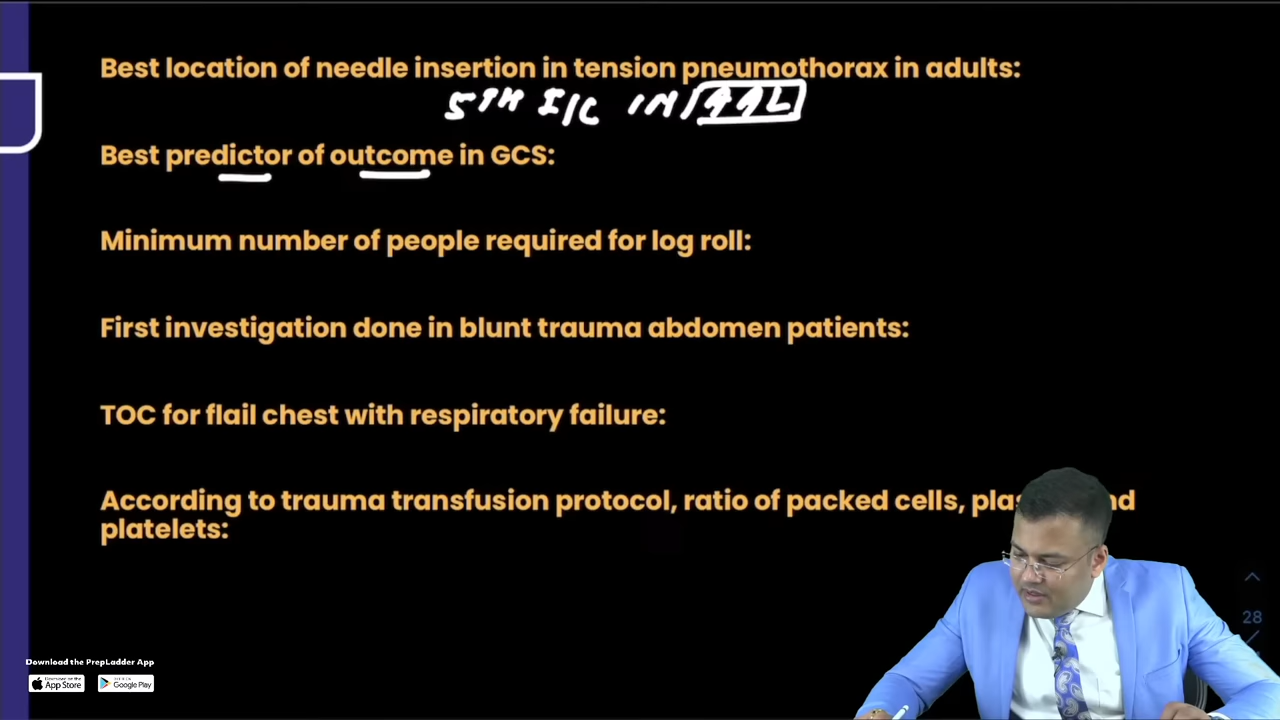 Best location of needle insertion in tension pneumothorax in adults:
5TH I/C IN AAL
Best predictor of outcome in GCS:
Minimum number of people required for log roll:
First investigation done in blunt trauma abdomen patients:
TOC for flail chest with respiratory failure:
According to trauma transfusion protocol, ratio of packed cells, nd
platelets:
28
Download the PrepLadder App
App Store
Google Play